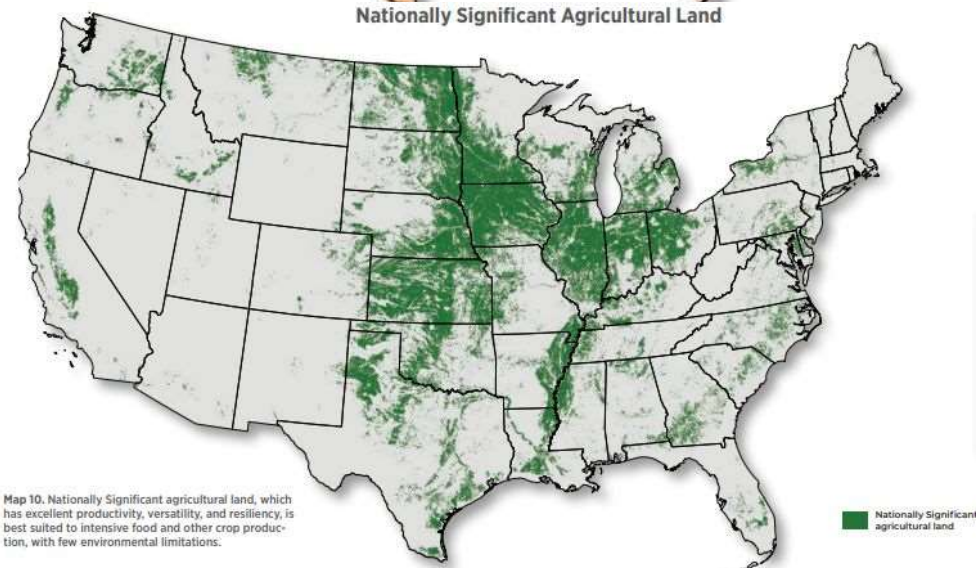 Nationally Significant Agricultural Land
Map 10. Nationally Significant agricultural land, which
has excellent productivity, versatility, and resiliency, is
best suited to intensive food and other crop produc-
tion, with few environmental limitations.
Nationally Significant
agricultural land